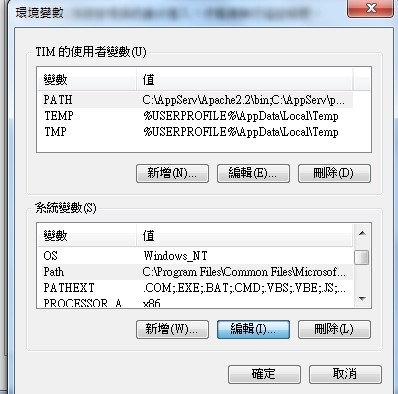 環境變數
TIM 的使用者變數(U)
變數 值
PATH C:\AppServ\Apache2.2\bin;C:\AppServ\p...
TEMP %USERPROFILE%\AppData\Local\Temp
TMP %USERPROFILE%\AppData\Local\Temp
新增(N)... 編輯(E)... 刪除(D)
系統變數(S)
變數 值
OS Windows_NT
Path C:\Program Files\Common Files\Microsof...
PATHEXT .COM;.EXE;.BAT;.CMD;.VBS;.VBE;.JS;...
PROCESSOR_A x86
新增(W)... 編輯(I)... 刪除(L)
確定 取消